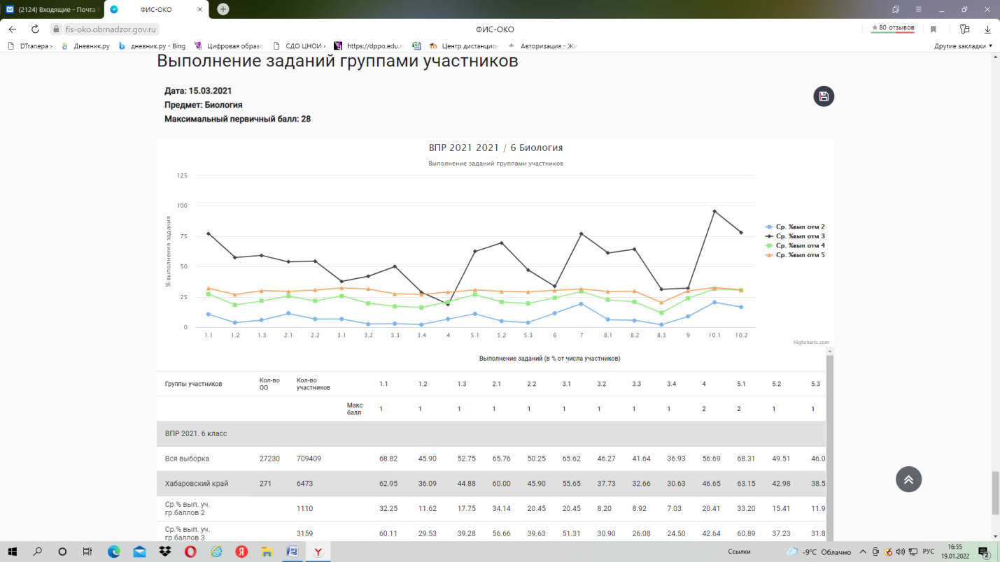 (2124) Входящие - Почта
ФИС-ОКО
fis-oko.obrnadzor.gov.ru
ФИС-ОКО
★ 80 отзывов
DTranepa ›
Дневник.ру
дневник.ру - Bing
Цифровая образо
СДО ЦНОИ ›
https://dppo.edu.r
Центр дистанцион
Авторизация - Жи
Другие закладки
Выполнение заданий группами участников
Дата: 15.03.2021
Предмет: Биология
Максимальный первичный балл: 28
ВПР 2021 2021 / 6 Биология
Выполнение заданий группами участников
% выполнения задания
125
100
75
50
25
0
1.1 1.2 1.3 2.1 2.2 3.1 3.2 3.3 3.4 4 5.1 5.2 5.3 6 7 8.1 8.2 8.3 9 10.1 10.2
Ср. %вып отм 2
Ср. %вып отм 3
Ср. %вып отм 4
Ср. %вып отм 5
Highcharts.com
Выполнение заданий (в % от числа участников)
Группы участников Кол-во ОО Кол-во участников 1.1 1.2 1.3 2.1 2.2 3.1 3.2 3.3 3.4 4 5.1 5.2 5.3
Макс балл 1 1 1 1 1 1 1 1 1 2 2 1 1
ВПР 2021. 6 класс
Вся выборка 27230 709409 68.82 45.90 52.75 65.76 50.25 65.62 46.27 41.64 36.93 56.69 68.31 49.51 46.0
Хабаровский край 271 6473 62.95 36.09 44.88 60.00 45.90 55.65 37.73 32.66 30.63 46.65 63.15 42.98 38.5
Ср.% вып. уч. гр.баллов 2 1110 32.25 11.62 17.75 34.14 20.45 20.45 8.20 8.92 7.03 20.41 33.20 15.41 11.9
Ср.% вып. уч. гр.баллов 3 3159 60.11 29.53 39.28 56.66 39.63 51.31 30.90 26.08 24.50 42.64 60.89 37.23 31.8
Ссылки
-9°C Облачно
РУС
16:55
19.01.2022
2